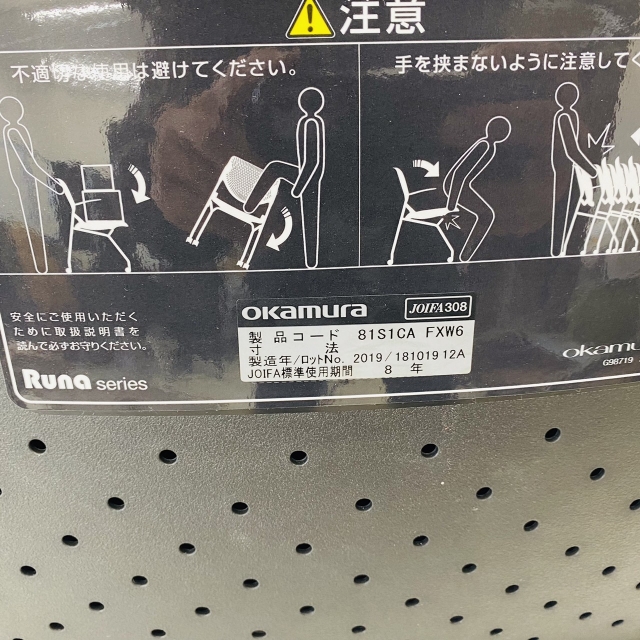 注意
不適切な使用は避けてください。
手を挟まないように注意してく
安全にご使用いただく
ために取扱説明書を
読んで必ずお守りください。
Runa series
okamura
JOIFA308
製品コード 81S1CA FXW6
寸 法
製造年/ロットNo. 2019/18101912A
JOIFA標準使用期間 8 年
okamu
G98719